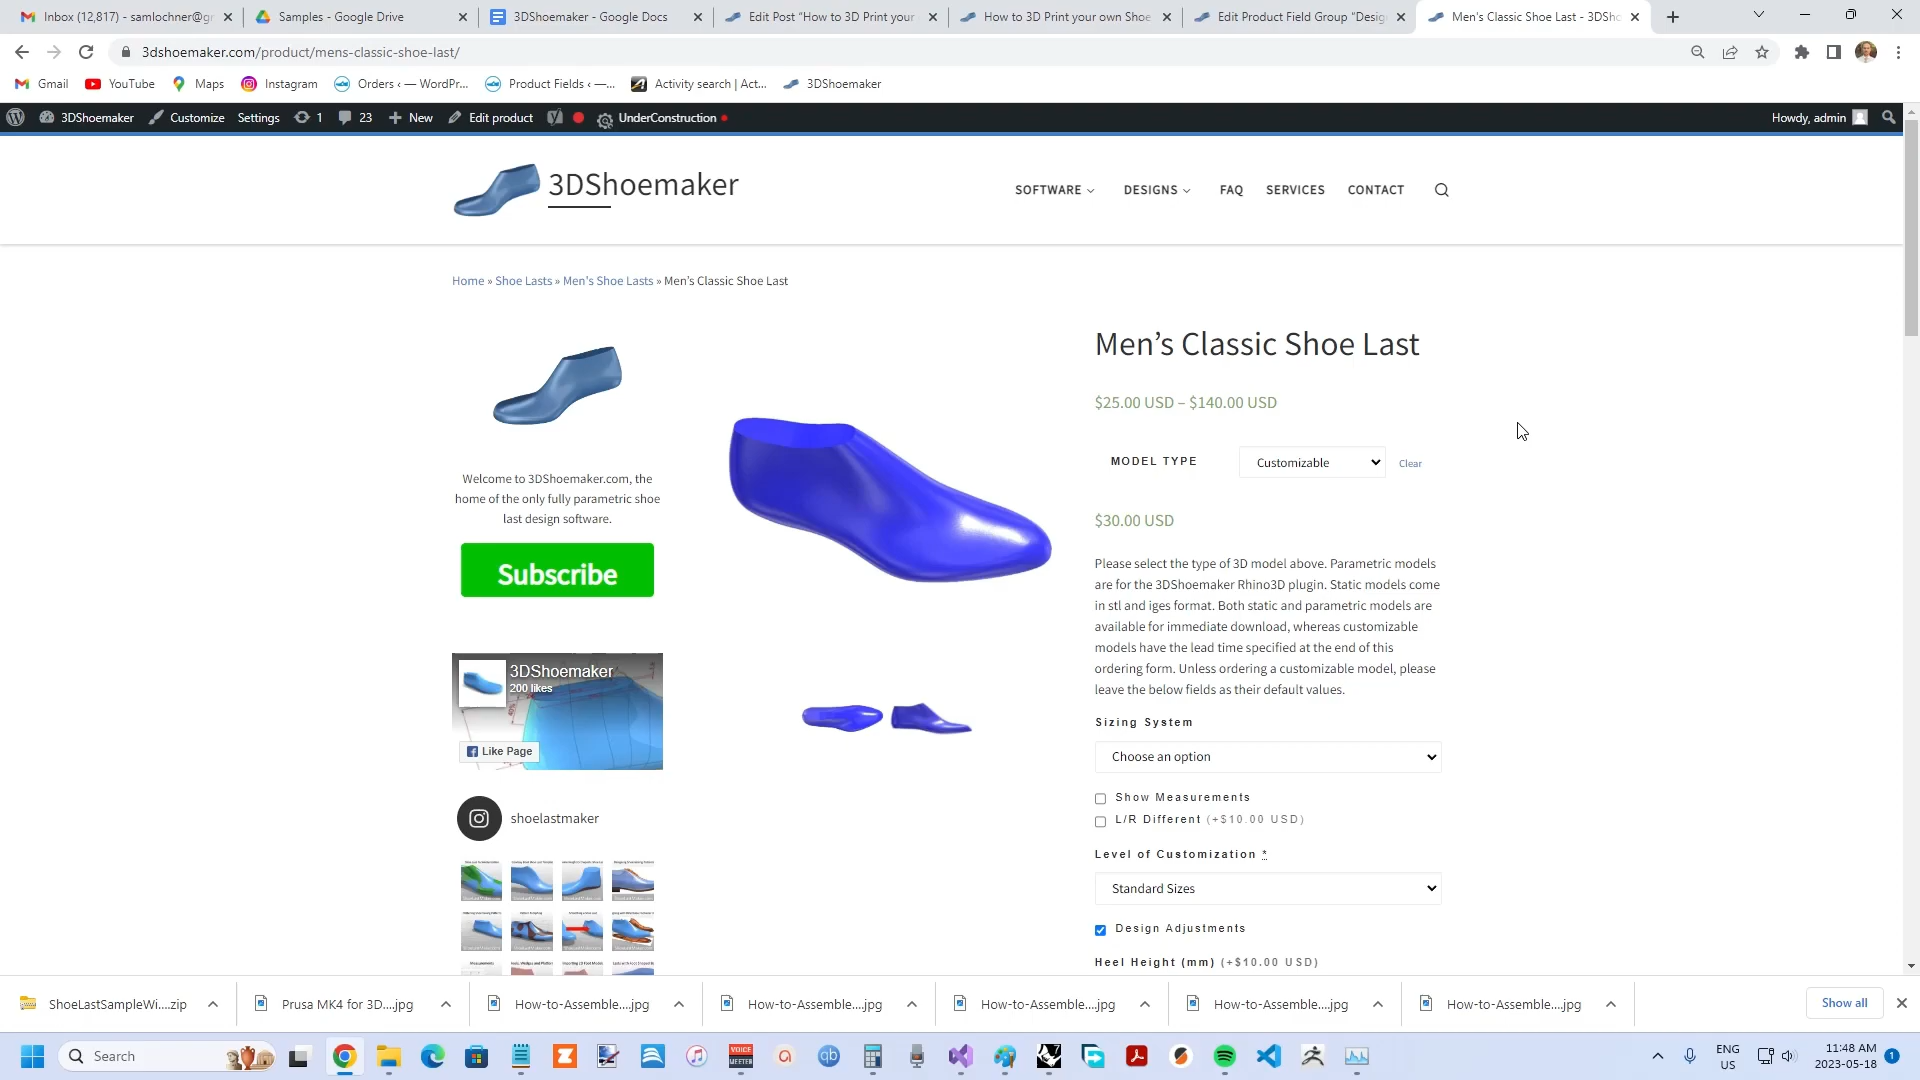 Inbox (12,817) - samlochner@gr
Samples - Google Drive
3DShoemaker - Google Docs
Edit Post "How to 3D Print your
How to 3D Print your own Shoe
Edit Product Field Group "Desig
Men's Classic Shoe Last - 3DSho
3dshoemaker.com/product/mens-classic-shoe-last/
Gmail
YouTube
Maps
Instagram
Orders ‹ — WordPr...
Product Fields ‹ —...
Activity search | Act...
3DShoemaker
3DShoemaker
Customize
Settings
1
23
New
Edit product
UnderConstruction
Howdy, admin
3DShoemaker
SOFTWARE
DESIGNS
FAQ
SERVICES
CONTACT
Home » Shoe Lasts » Men's Shoe Lasts » Men's Classic Shoe Last
Welcome to 3DShoemaker.com, the
home of the only fully parametric shoe
last design software.
Subscribe
3DShoemaker
200 likes
Like Page
shoelastmaker
Men's Classic Shoe Last
$25.00 USD – $140.00 USD
MODEL TYPE
Customizable
Clear
$30.00 USD
Please select the type of 3D model above. Parametric models
are for the 3DShoemaker Rhino3D plugin. Static models come
in stl and iges format. Both static and parametric models are
available for immediate download, whereas customizable
models have the lead time specified at the end of this
ordering form. Unless ordering a customizable model, please
leave the below fields as their default values.
Sizing System
Choose an option
Show Measurements
L/R Different (+$10.00 USD)
Level of Customization *
Standard Sizes
Design Adjustments
Heel Height (mm) (+$10.00 USD)
ShoeLastSampleWi....zip
Prusa MK4 for 3D....jpg
How-to-Assemble....jpg
How-to-Assemble....jpg
How-to-Assemble....jpg
How-to-Assemble....jpg
How-to-Assemble....jpg
Show all
Search
VOICE
MEETER
qb
ENG
US
11:48 AM
2023-05-18
1